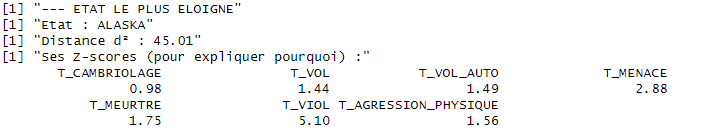 [1] "--- ETAT LE PLUS ELOIGNE"
[1] "Etat : ALASKA"
[1] "Distance d² : 45.01"
[1] "Ses Z-scores (pour expliquer pourquoi) :"
T_CAMBRIOLAGE T_VOL T_VOL_AUTO T_MENACE
0.98 1.44 1.49 2.88
T_MEURTRE T_VIOL T_AGRESSION_PHYSIQUE
1.75 5.10 1.56